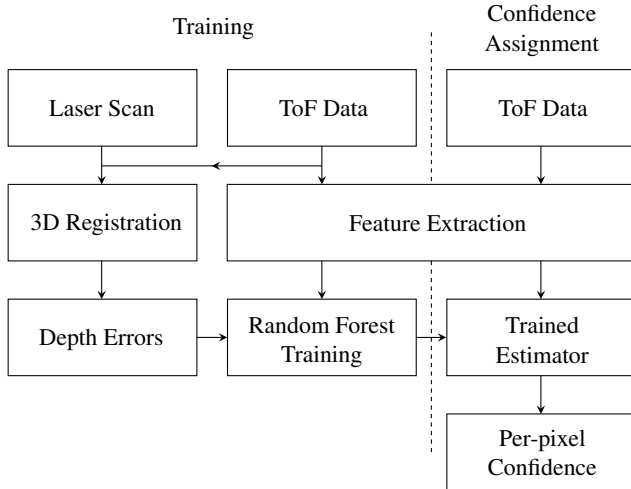 Training
Confidence
Assignment
Laser Scan
ToF Data
ToF Data
3D Registration
Feature Extraction
Depth Errors
Random Forest
Training
Trained
Estimator
Per-pixel
Confidence